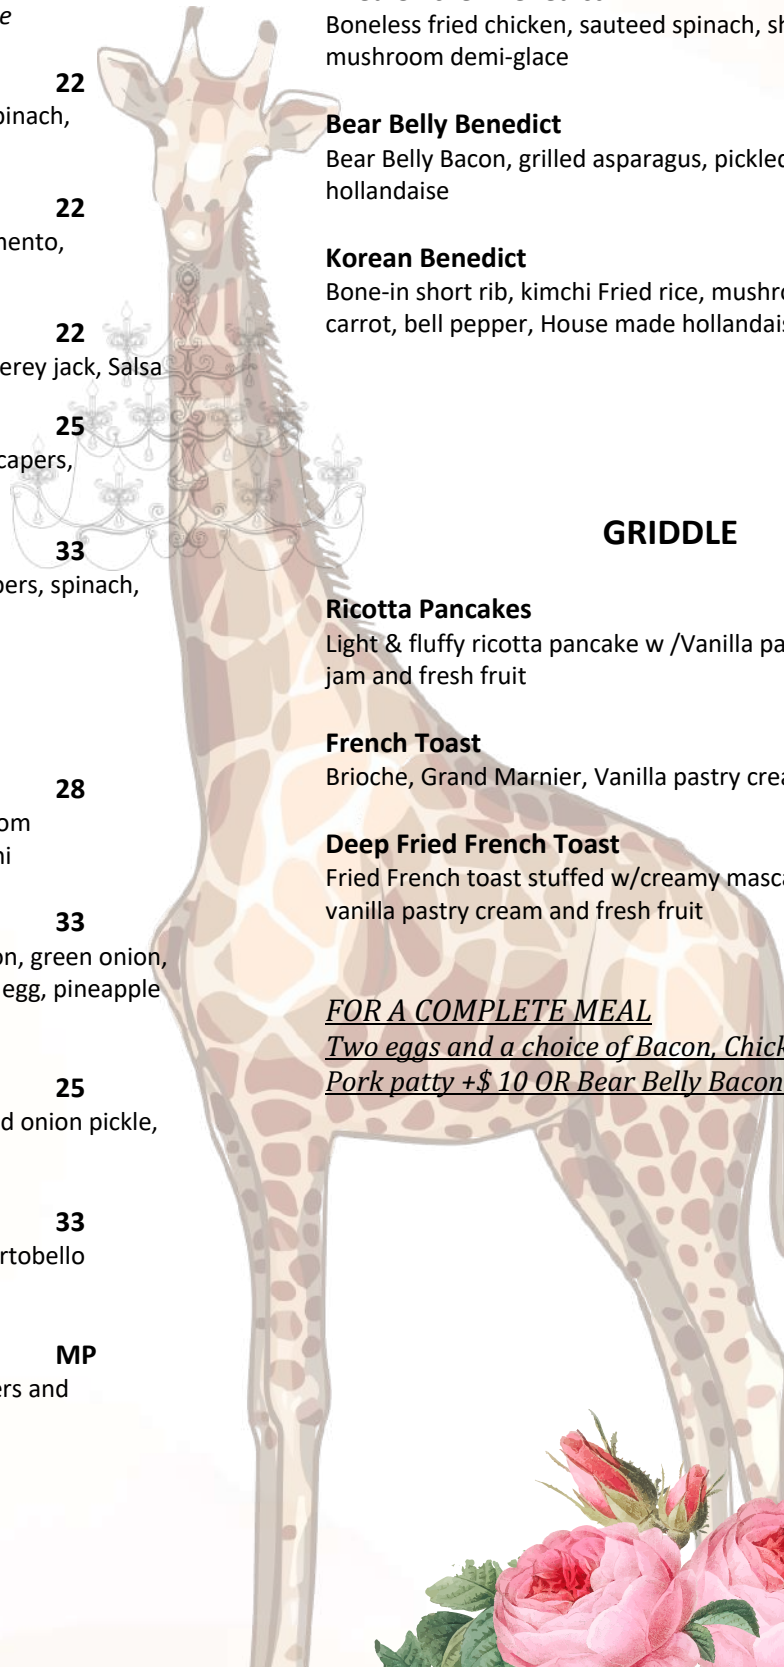 e
22
pinach,
22
mento,
22
erey jack, Salsa
25
capers,
33
pers, spinach,
28
om
ni
33
on, green onion,
egg, pineapple
25
d onion pickle,
33
rtobello
MP
ers and
Boneless fried chicken, sauteed spinach, sh
mushroom demi-glace
Bear Belly Benedict
Bear Belly Bacon, grilled asparagus, pickled
hollandaise
Korean Benedict
Bone-in short rib, kimchi Fried rice, mushro
carrot, bell pepper, House made hollandais
GRIDDLE
Ricotta Pancakes
Light & fluffy ricotta pancake w /Vanilla pa
jam and fresh fruit
French Toast
Brioche, Grand Marnier, Vanilla pastry crea
Deep Fried French Toast
Fried French toast stuffed w/creamy masca
vanilla pastry cream and fresh fruit
FOR A COMPLETE MEAL
Two eggs and a choice of Bacon, Chick
Pork patty +$ 10 OR Bear Belly Bacon